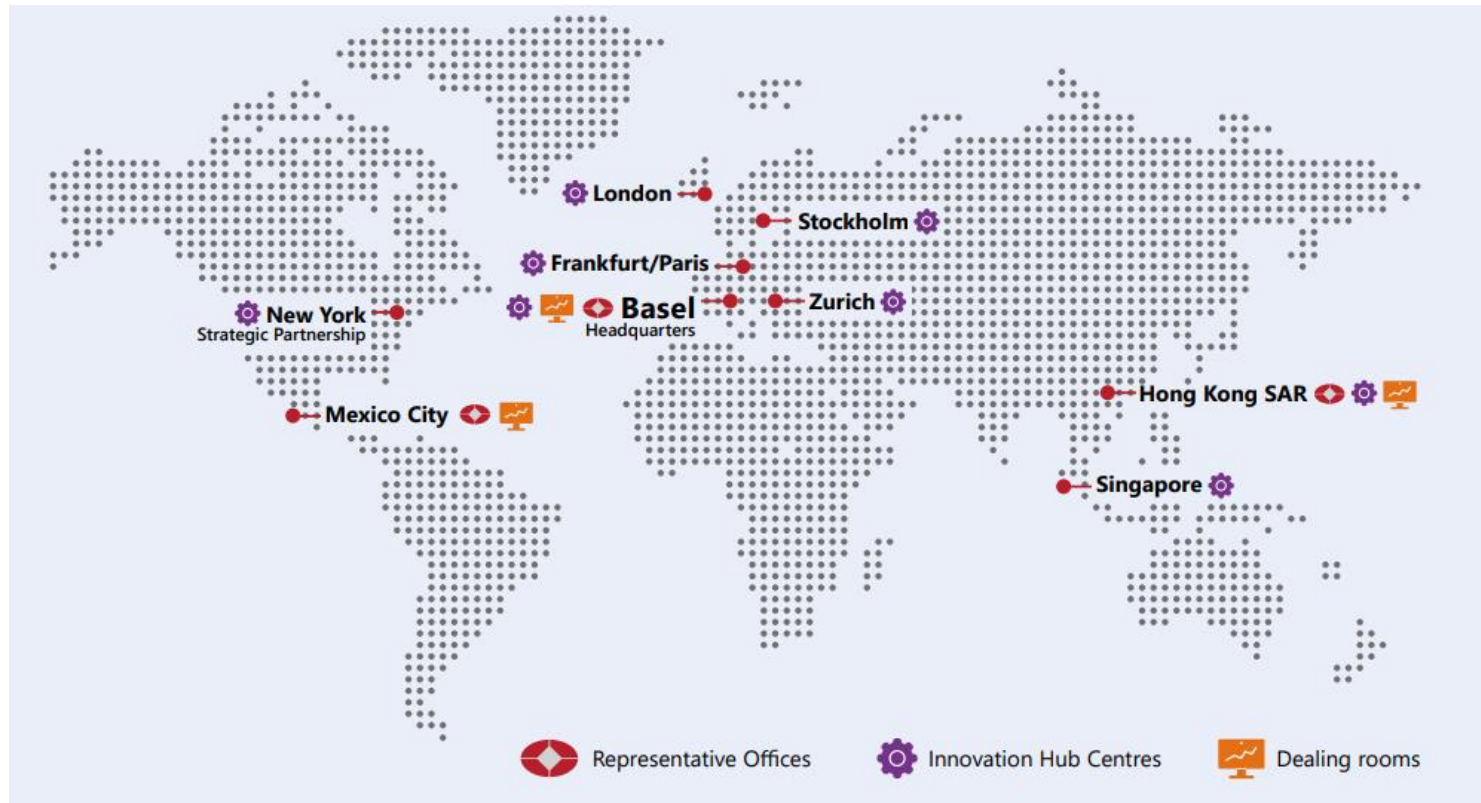 London
Stockholm
Frankfurt/Paris
Basel
Headquarters
Zurich
New York
Strategic Partnership
Hong Kong SAR
Mexico City
Singapore
Representative Offices
Innovation Hub Centres
Dealing rooms